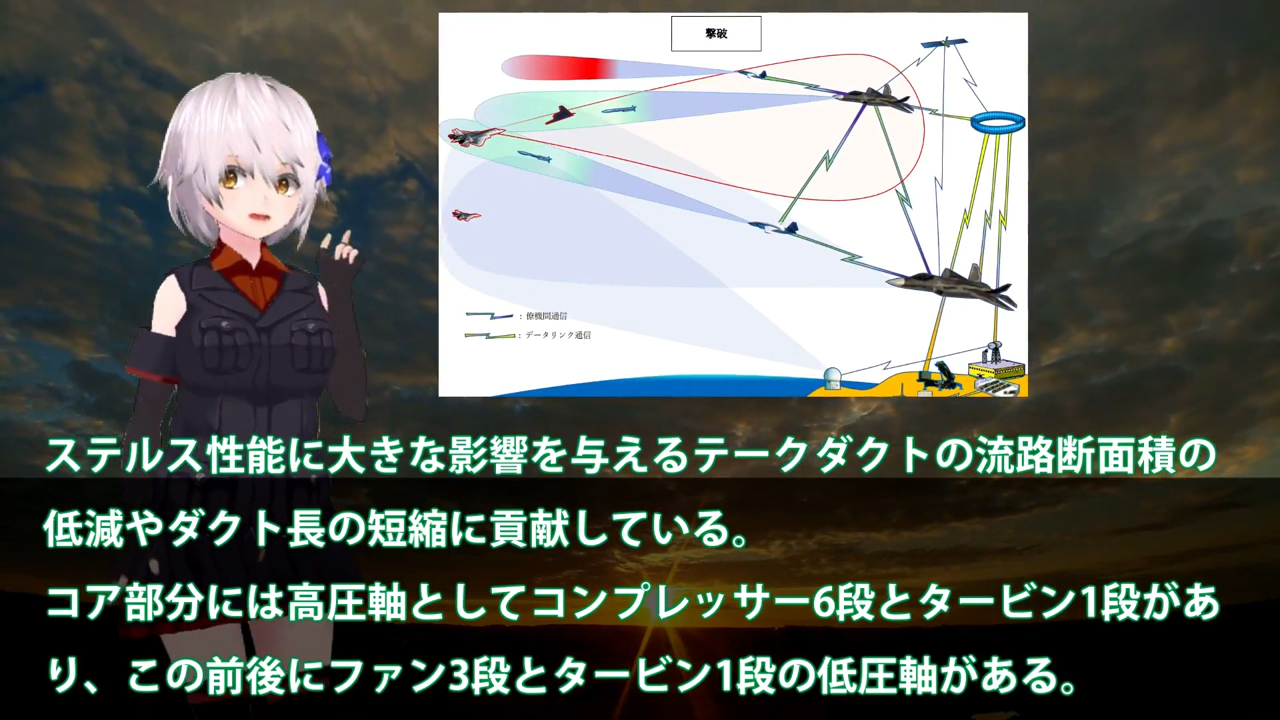 撃破
：僚機間通信
：データリンク通信
ステルス性能に大きな影響を与えるテークダクトの流路断面積の
低減やダクト長の短縮に貢献している。
コア部分には高圧軸としてコンプレッサー6段とタービン1段があ
り、この前後にファン3段とタービン1段の低圧軸がある。